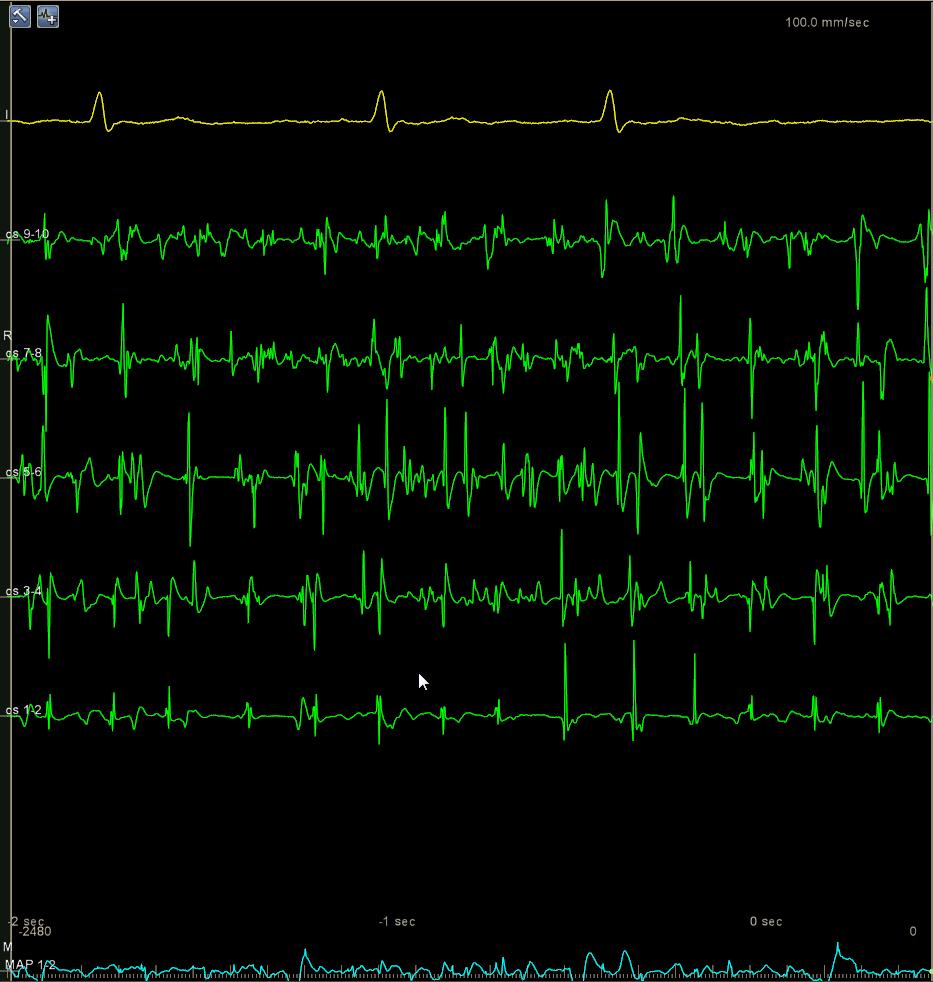 100.0 mm/sec
I
cs 9-10
R
cs 7-8
cs 5-6
cs 3-4
cs 1-2
-2 sec
-1 sec
0 sec
-2480
0
M
MAP 1-2